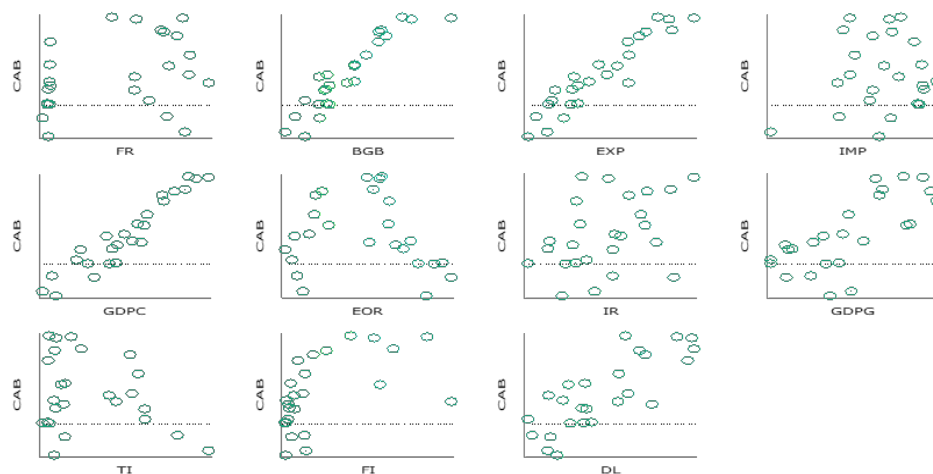 CAB CAB CAB CAB
FR BGB EXP IMP
CAB CAB CAB CAB
GDPC EOR IR GDPG
CAB CAB CAB
TI FI DL